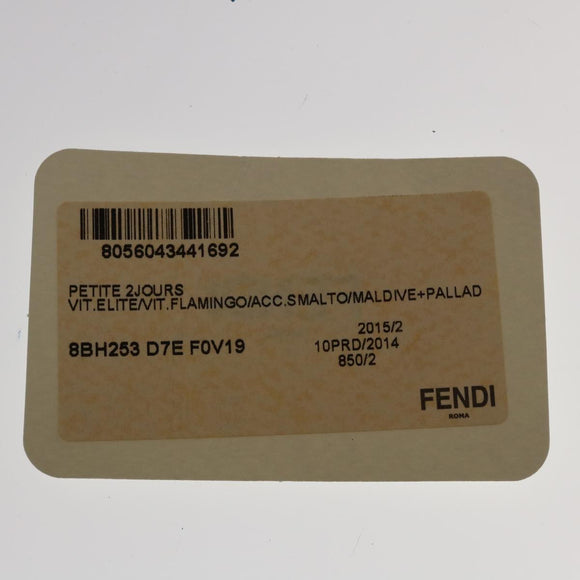 8056043441692
PETITE 2JOURS
VIT.ELITE/VIT.FLAMINGO/ACC.SMALTO/MALDIVE+PALLAD
2015/2
8BH253 D7E F0V19
10PRD/2014
850/2
FENDI
ROMA